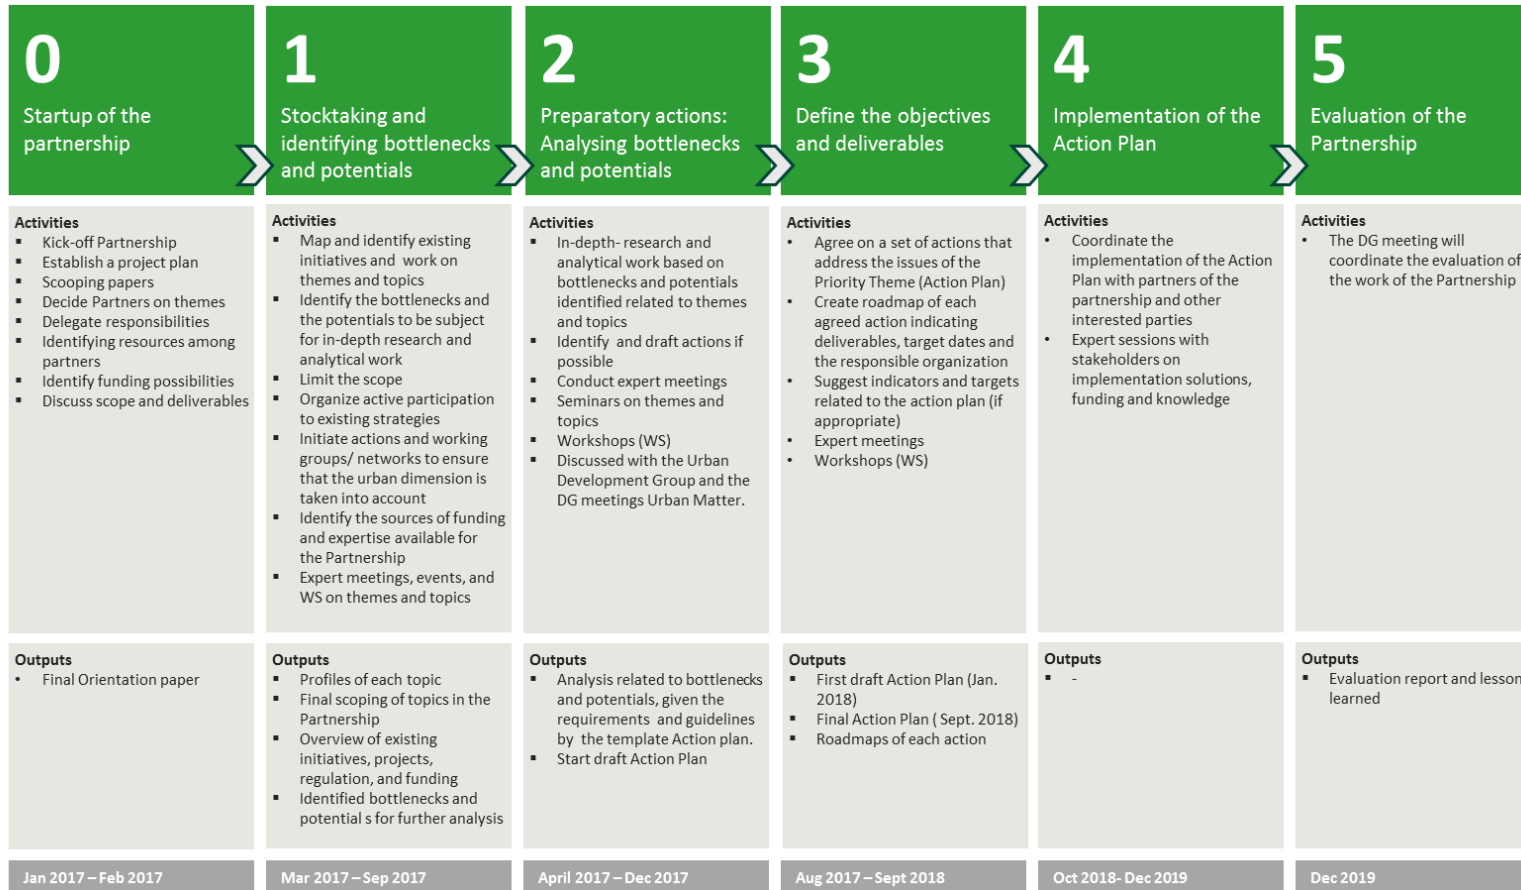 0
Startup of the
partnership
1
Stocktaking and
identifying bottlenecks
and potentials
2
Preparatory actions:
Analysing bottlenecks
and potentials
3
Define the objectives
and deliverables
4
Implementation of the
Action Plan
5
Evaluation of the
Partnership
Activities
▪ Kick-off Partnership
▪ Establish a project plan
▪ Scooping papers
▪ Decide Partners on themes
▪ Delegate responsibilities
▪ Identifying resources among
partners
▪ Identify funding possibilities
▪ Discuss scope and deliverables
Activities
▪ Map and identify existing
initiatives and work on
themes and topics
▪ Identify the bottlenecks and
the potentials to be subject
for in-depth research and
analytical work
▪ Limit the scope
▪ Organize active participation
to existing strategies
▪ Initiate actions and working
groups/ networks to ensure
that the urban dimension is
taken into account
▪ Identify the sources of funding
and expertise available for
the Partnership
▪ Expert meetings, events, and
WS on themes and topics
Activities
▪ In-depth- research and
analytical work based on
bottlenecks and potentials
identified related to themes
and topics
▪ Identify and draft actions if
possible
▪ Conduct expert meetings
▪ Seminars on themes and
topics
▪ Workshops (WS)
▪ Discussed with the Urban
Development Group and the
DG meetings Urban Matter.
Activities
• Agree on a set of actions that
address the issues of the
Priority Theme (Action Plan)
• Create roadmap of each
agreed action indicating
deliverables, target dates and
the responsible organization
• Suggest indicators and targets
related to the action plan (if
appropriate)
• Expert meetings
• Workshops (WS)
Activities
• Coordinate the
implementation of the Action
Plan with partners of the
partnership and other
interested parties
• Expert sessions with
stakeholders on
implementation solutions,
funding and knowledge
Activities
• The DG meeting will
coordinate the evaluation of
the work of the Partnership
Outputs
• Final Orientation paper
Outputs
▪ Profiles of each topic
▪ Final scoping of topics in the
Partnership
▪ Overview of existing
initiatives, projects,
regulation, and funding
▪ Identified bottlenecks and
potential s for further analysis
Outputs
▪ Analysis related to bottlenecks
and potentials, given the
requirements and guidelines
by the template Action plan.
▪ Start draft Action Plan
Outputs
▪ First draft Action Plan (Jan.
2018)
▪ Final Action Plan ( Sept. 2018)
▪ Roadmaps of each action
Outputs
▪ -
Outputs
▪ Evaluation report and lesson
learned
Jan 2017 – Feb 2017
Mar 2017 – Sep 2017
April 2017 – Dec 2017
Aug 2017 – Sept 2018
Oct 2018- Dec 2019
Dec 2019